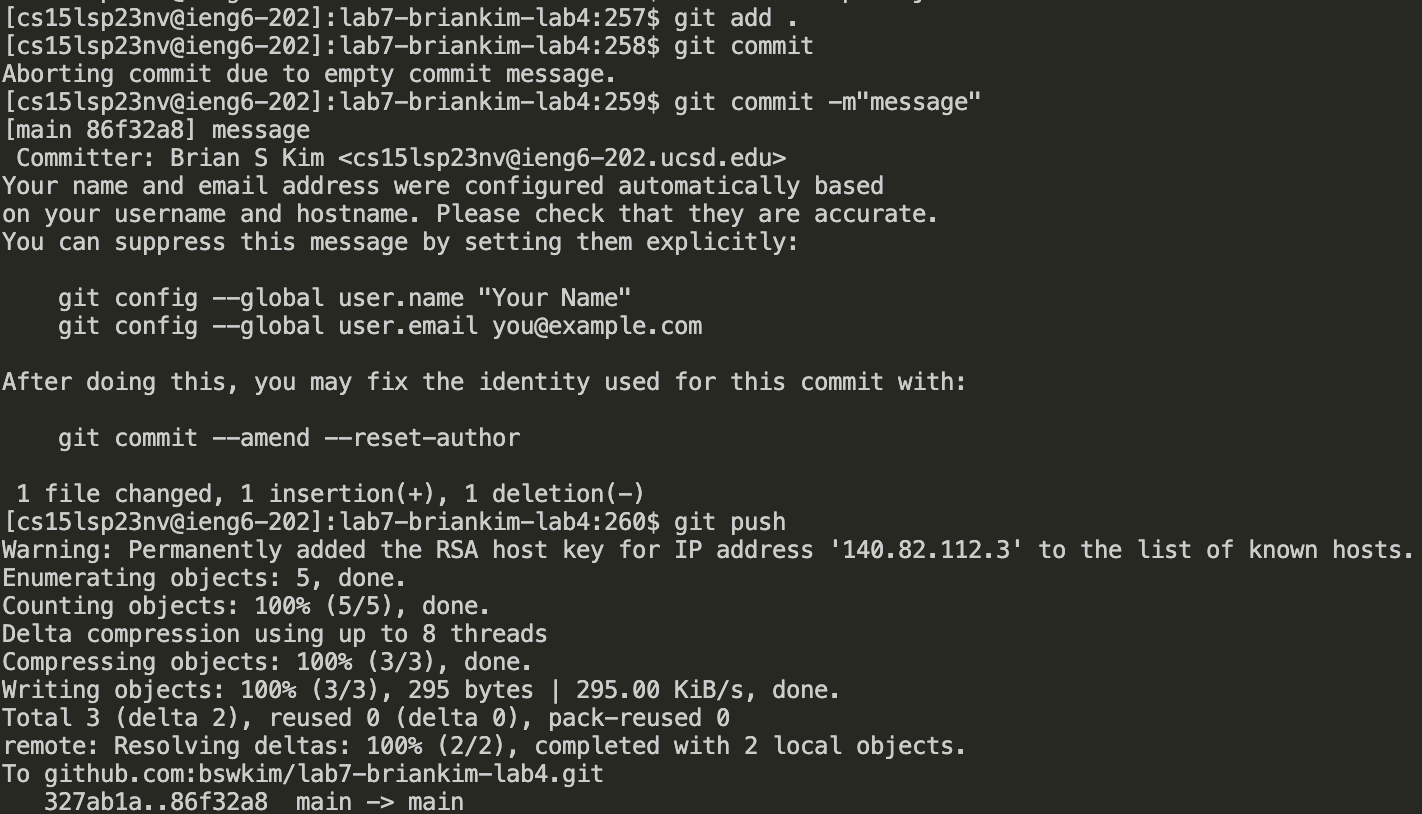 [cs15lsp23nv@ieng6-202]:lab7-briankim-lab4:257$ git add .
[cs15lsp23nv@ieng6-202]:lab7-briankim-lab4:258$ git commit
Aborting commit due to empty commit message.
[cs15lsp23nv@ieng6-202]:lab7-briankim-lab4:259$ git commit -m"message"
[main 86f32a8] message
 Committer: Brian S Kim <cs15lsp23nv@ieng6-202.ucsd.edu>
Your name and email address were configured automatically based
on your username and hostname. Please check that they are accurate.
You can suppress this message by setting them explicitly:

    git config --global user.name "Your Name"
    git config --global user.email you@example.com

After doing this, you may fix the identity used for this commit with:

    git commit --amend --reset-author

 1 file changed, 1 insertion(+), 1 deletion(-)
[cs15lsp23nv@ieng6-202]:lab7-briankim-lab4:260$ git push
Warning: Permanently added the RSA host key for IP address '140.82.112.3' to the list of known hosts.
Enumerating objects: 5, done.
Counting objects: 100% (5/5), done.
Delta compression using up to 8 threads
Compressing objects: 100% (3/3), done.
Writing objects: 100% (3/3), 295 bytes | 295.00 KiB/s, done.
Total 3 (delta 2), reused 0 (delta 0), pack-reused 0
remote: Resolving deltas: 100% (2/2), completed with 2 local objects.
To github.com:bswkim/lab7-briankim-lab4.git
   327ab1a..86f32a8  main -> main